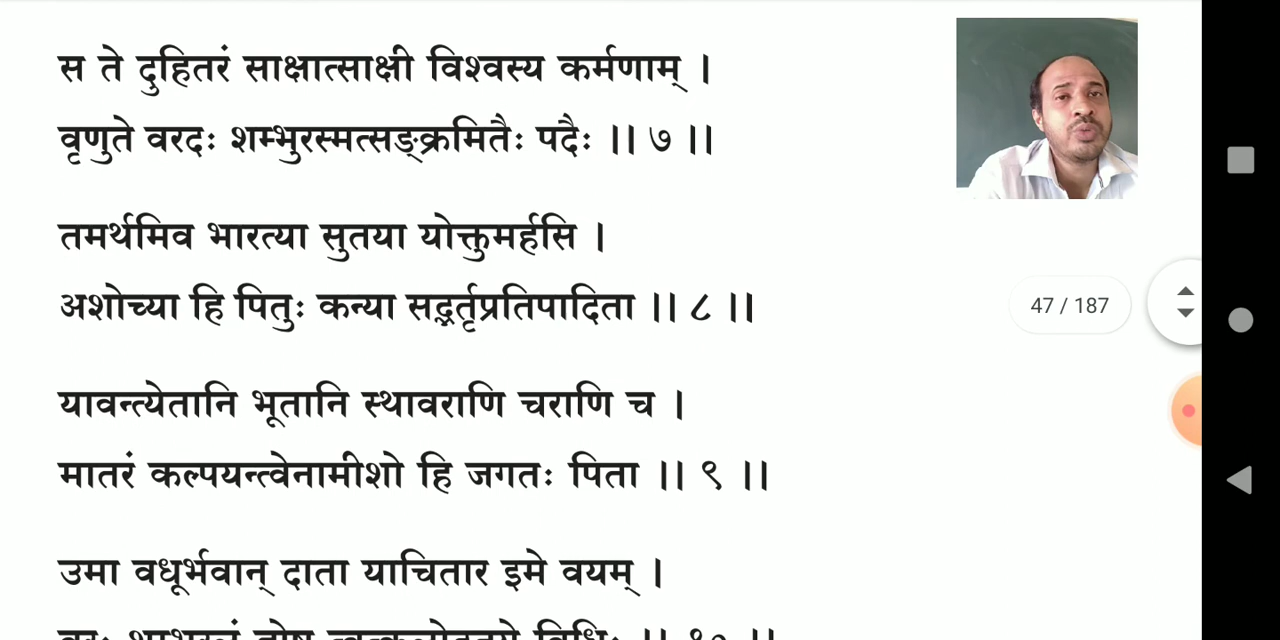 स ते दुहितरं साक्षात्साक्षी विश्वस्य कर्मणाम् ।
वृणुते वरदः शम्भुरस्मत्सङ्क्रमितैः पदैः ।। ७ ।।
तमर्थमिव भारत्या सुतया योक्तुमर्हसि ।
अशोच्या हि पितुः कन्या सद्भर्तृप्रतिपादिता ।। ८ ।।
47 / 187
यावन्त्येतानि भूतानि स्थावराणि चराणि च ।
मातरं कल्पयन्त्वेनामीशो हि जगतः पिता ।। ९ ।।
उमा वधूर्भवान् दाता याचितार इमे वयम् ।